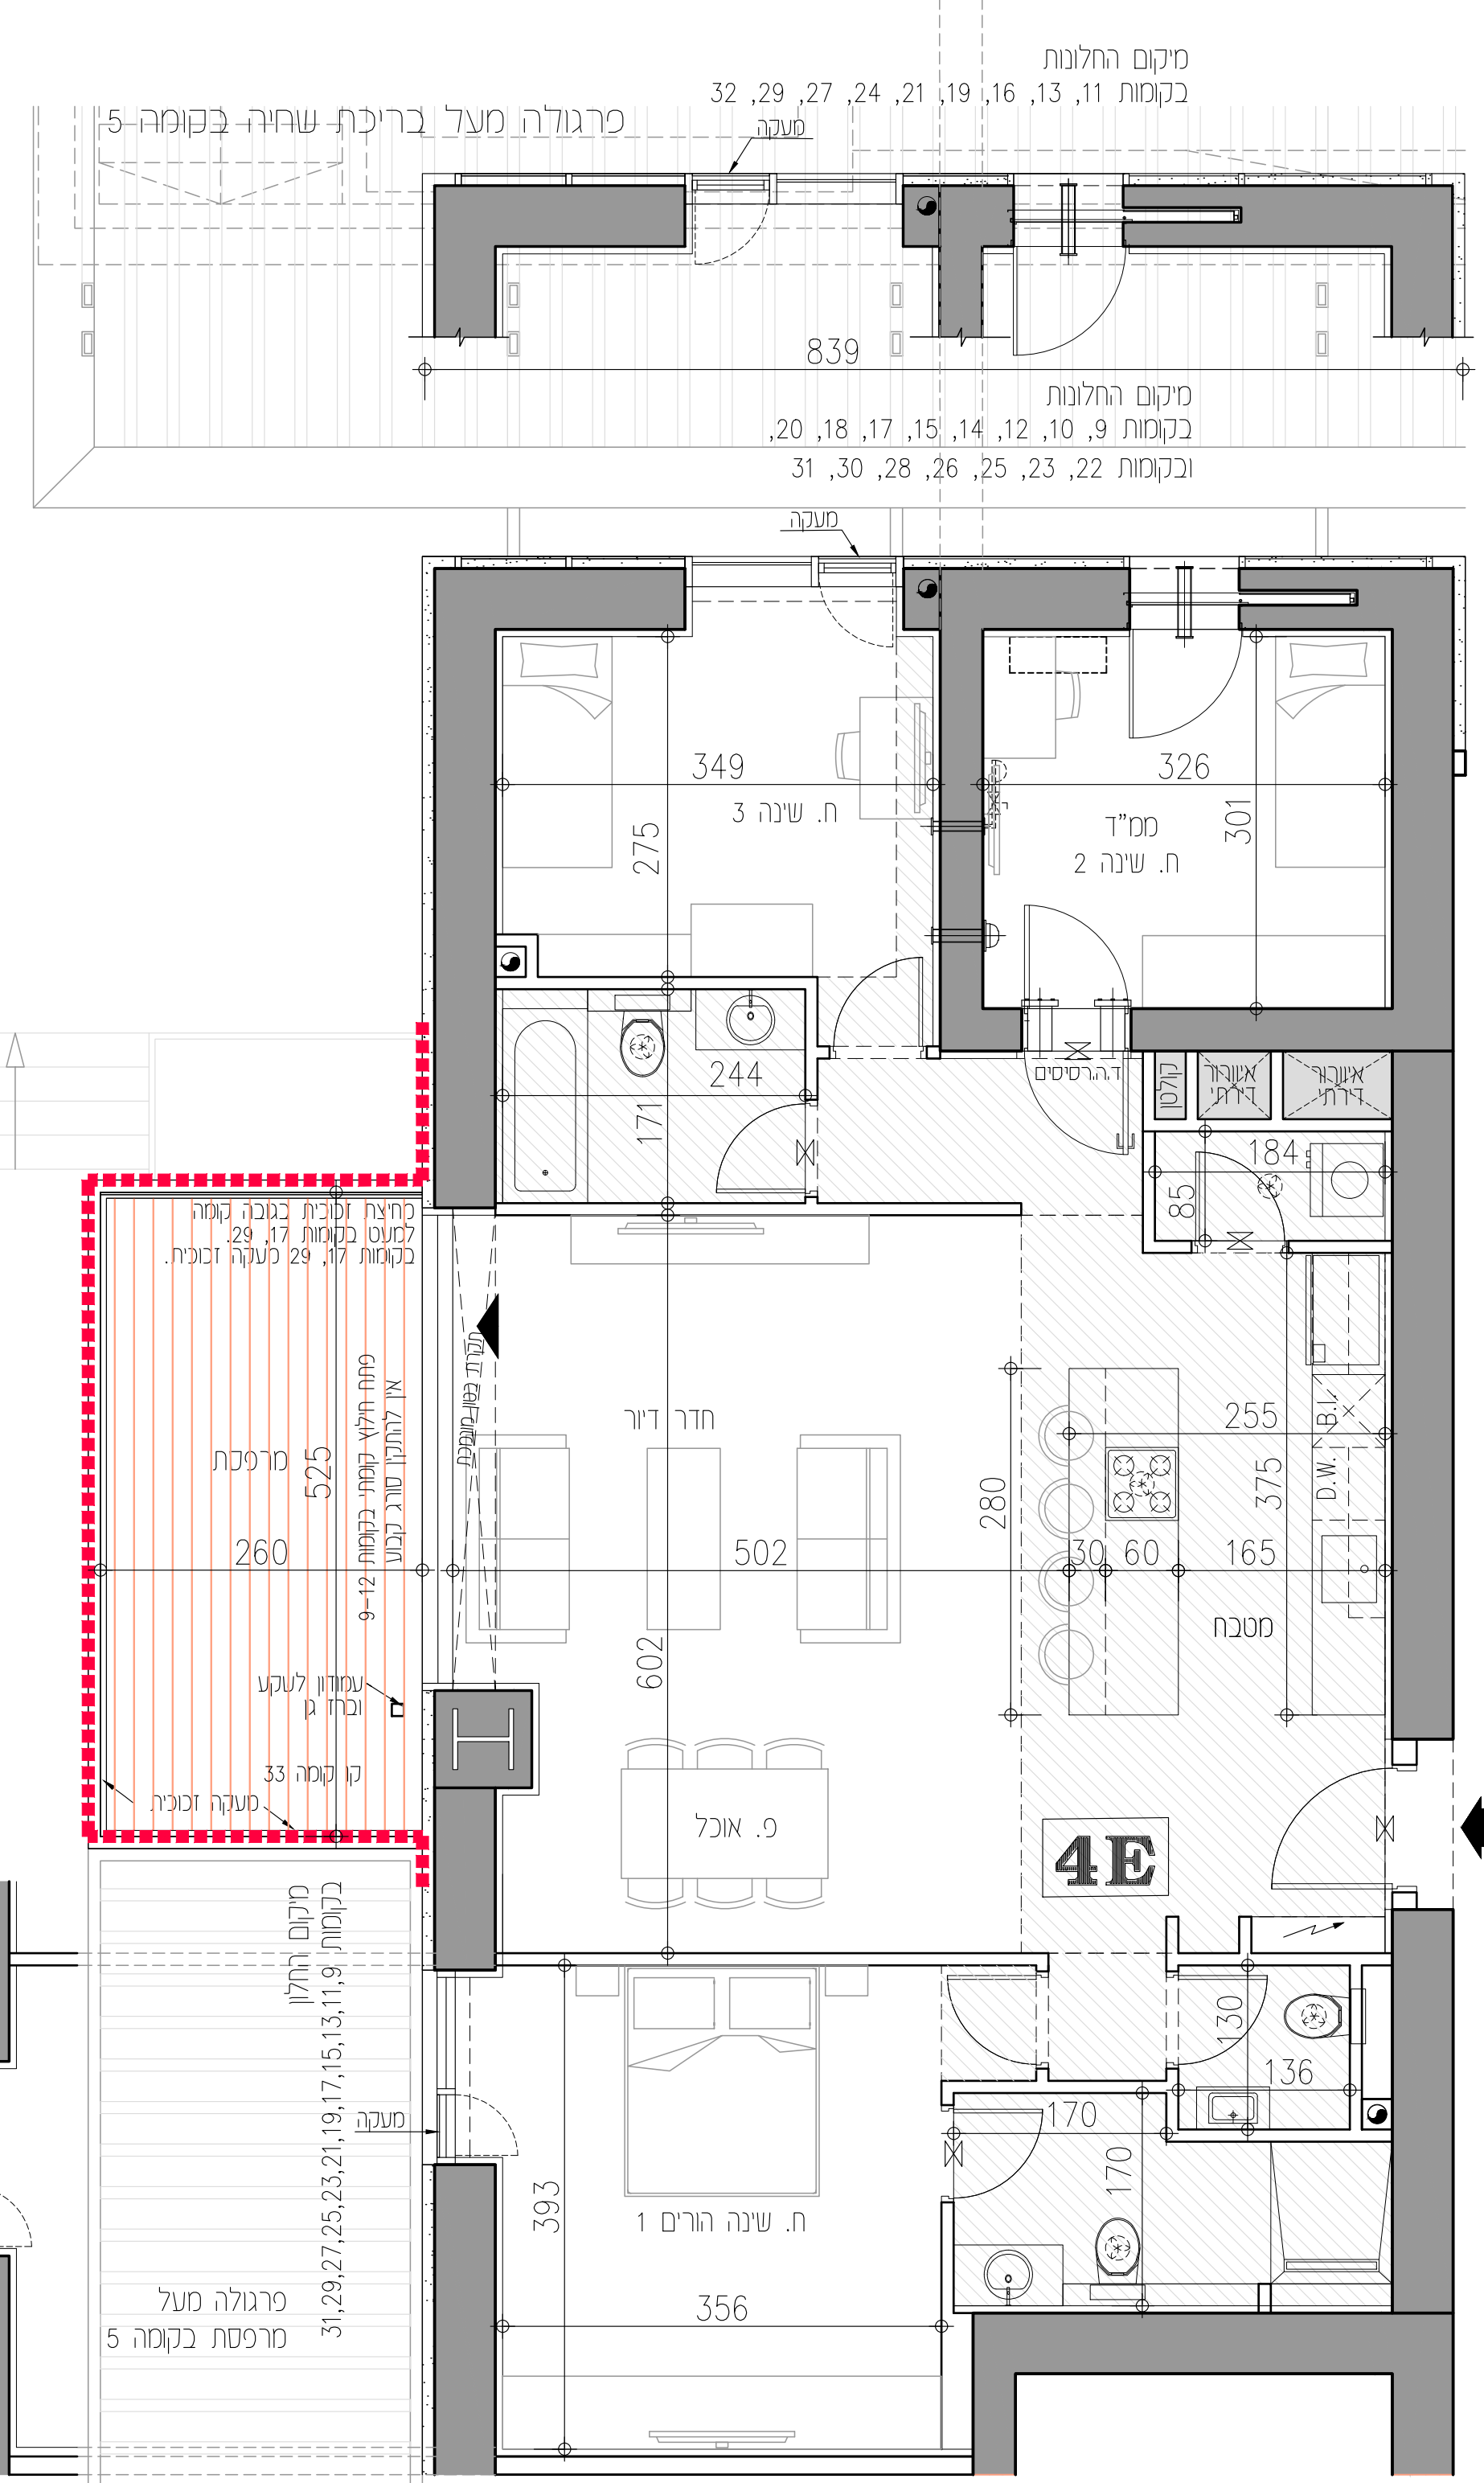 מיקום החלונות
בקומות 11, 13, 16, 19, 21, 24, 27, 29, 32
פרגולה מעל בריכת שחיה בקומה 5
מעקה
839
מיקום החלונות
בקומות 9, 10, 12, 14, 15, 17, 18, 20,
ובקומות 22, 23, 25, 26, 28, 30, 31
מעקה
349
326
ח. שינה 3
275
ממ"ד
ח. שינה 2
301
ד.ה.רסיסים
קולטן
איוורור
דירתי
איוורור
דירתי
244
171
184
85
מחיצת זכוכית בגובה קומה
למעט בקומות 17, 29.
בקומות 17, 29 מעקה זכוכית.
תקרת בטון מונמכת
פתח חילוץ קומתי בקומות 9-12
אין להתקין סורג קבוע
מרפסת
525
260
חדר דיור
502
602
280
255
B.I.
D.W.
375
30
60
165
מטבח
עמודון לשקע
וברז גן
קו קומה 33
מעקה זכוכית
פ. אוכל
4E
מיקום החלון
בקומות 9,11,13,15,17,19,21,23,25,27,29,31
מעקה
130
136
170
170
393
ח. שינה הורים 1
356
פרגולה מעל
מרפסת בקומה 5